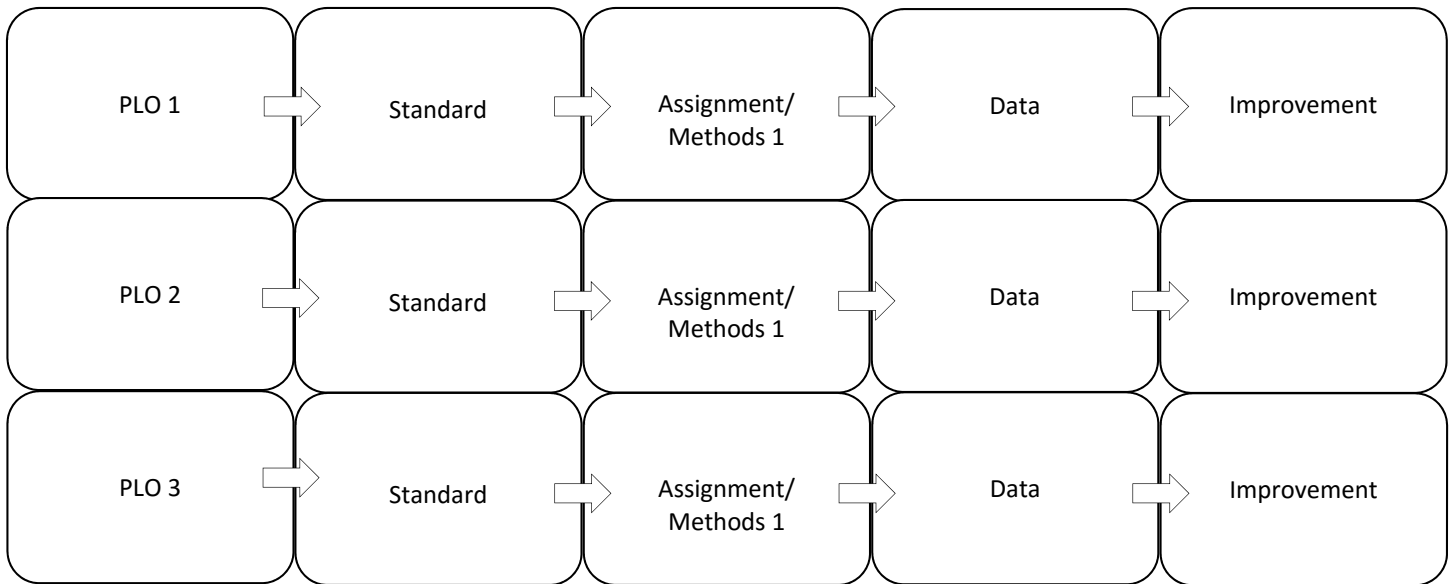 PLO 1
Standard
Assignment/
Methods 1
Data
Improvement
PLO 2
Standard
Assignment/
Methods 1
Data
Improvement
PLO 3
Standard
Assignment/
Methods 1
Data
Improvement